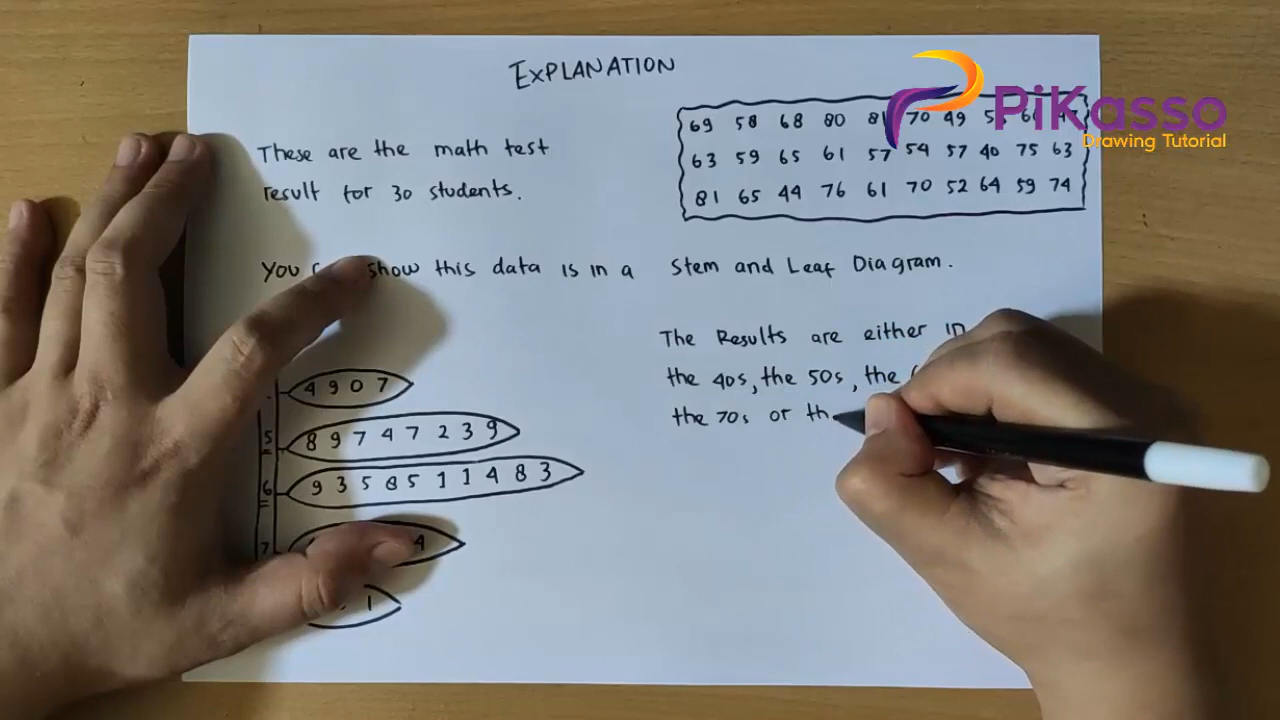 EXPLANATION
PiKasso
Drawing Tutorial
These are the math test
result for 30 students.
69 58 68 80 81 70 49
63 59 65 61 57 54 57 40 75 63
81 65 44 76 61 70 52 64 59 74
You show this data is in a Stem and Leaf Diagram.
The Results are either in
the 40s, the 50s, the
the 70s or th
4 9 0 7
5 8 9 7 4 7 2 3 9
6 9 3 5 8 5 1 1 4 8 3
7 4
1